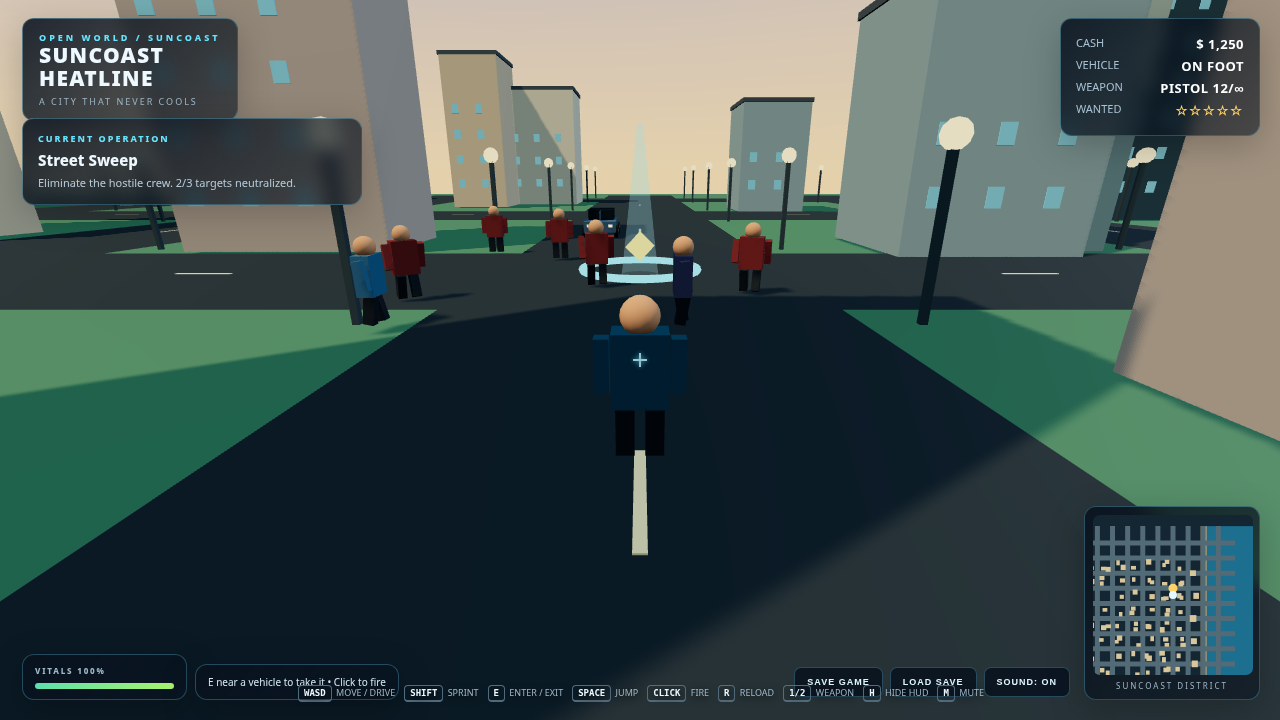 OPEN WORLD / SUNCOAST
SUNCOAST
HEATLINE
A CITY THAT NEVER COOLS
CURRENT OPERATION
Street Sweep
Eliminate the hostile crew. 2/3 targets neutralized.
CASH $ 1,250
VEHICLE ON FOOT
WEAPON PISTOL 12/∞
WANTED ☆☆☆☆☆
SUNCOAST DISTRICT
VITALS 100%
E near a vehicle to take it • Click to fire
SAVE GAME LOAD SAVE SOUND: ON
WASD MOVE / DRIVE SHIFT SPRINT E ENTER / EXIT SPACE JUMP CLICK FIRE R RELOAD 1/2 WEAPON H HIDE HUD M MUTE